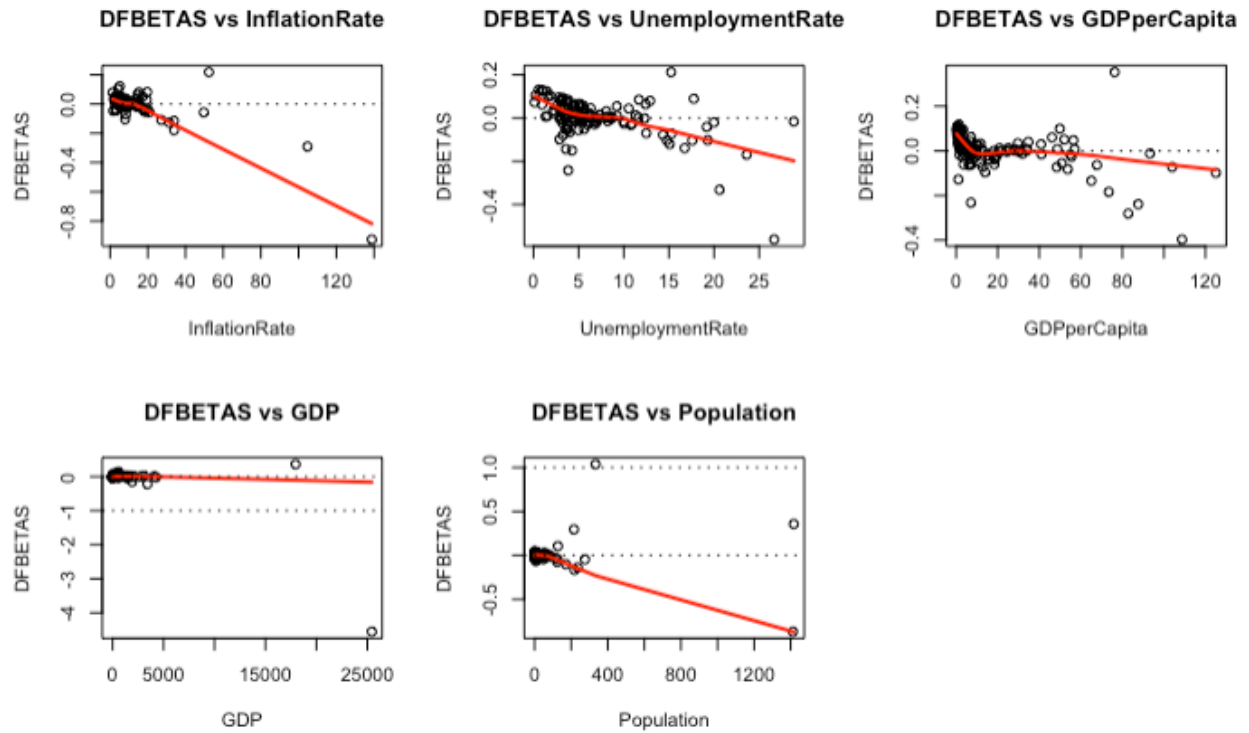 DFBETAS vs InflationRate
DFBETAS
0.0
-0.4
-0.8
0 20 40 60 80 120
InflationRate
DFBETAS vs UnemploymentRate
DFBETAS
0.2
0.0
-0.4
0 5 10 15 20 25
UnemploymentRate
DFBETAS vs GDPperCapita
DFBETAS
0.2
0.0
-0.4
0 20 40 60 80 120
GDPperCapita
DFBETAS vs GDP
DFBETAS
0
-1
-2
-3
-4
0 5000 15000 25000
GDP
DFBETAS vs Population
DFBETAS
1.0
0.5
-0.5
0 400 800 1200
Population